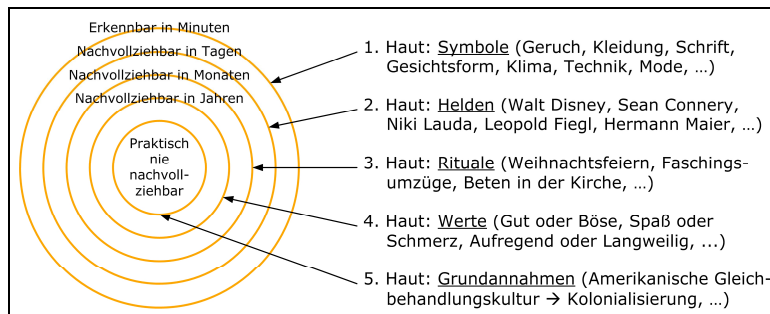 Erkennbar in Minuten
Nachvollziehbar in Tagen
Nachvollziehbar in Monaten
Nachvollziehbar in Jahren
Praktisch
nie
nachvoll-
ziehbar
1. Haut: Symbole (Geruch, Kleidung, Schrift,
Gesichtsform, Klima, Technik, Mode, …)
2. Haut: Helden (Walt Disney, Sean Connery,
Niki Lauda, Leopold Fiegl, Hermann Maier, …)
3. Haut: Rituale (Weihnachtsfeiern, Faschings-
umzüge, Beten in der Kirche, …)
4. Haut: Werte (Gut oder Böse, Spaß oder
Schmerz, Aufregend oder Langweilig, ...)
5. Haut: Grundannahmen (Amerikanische Gleich-
behandlungskultur → Kolonialisierung, …)